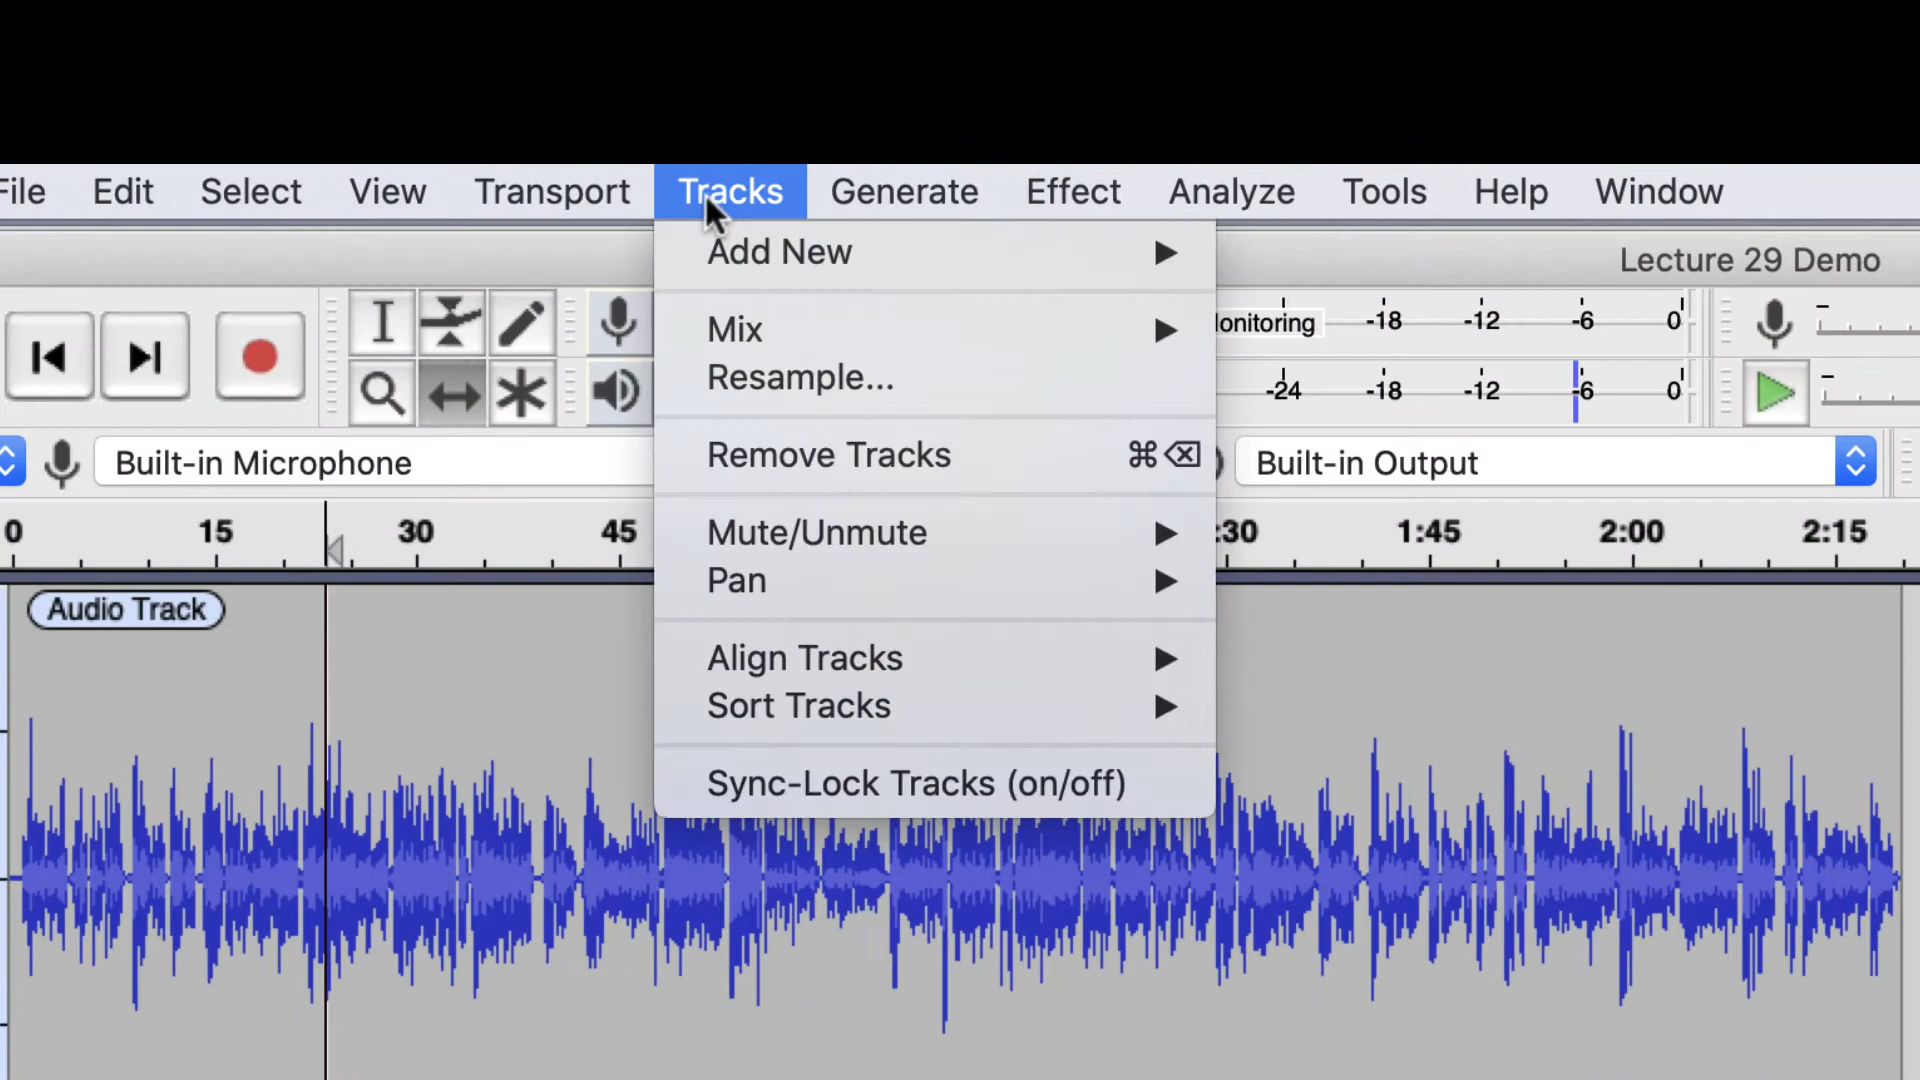 File Edit Select View Transport Tracks Generate Effect Analyze Tools Help Window
Lecture 29 Demo
Add New
Mix
Resample...
Remove Tracks ⌘⌫
Mute/Unmute
Pan
Align Tracks
Sort Tracks
Sync-Lock Tracks (on/off)
onitoring -18 -12 -6 0
-24 -18 -12 -6 0
Built-in Microphone
Built-in Output
0 15 30 45 :30 1:45 2:00 2:15
Audio Track